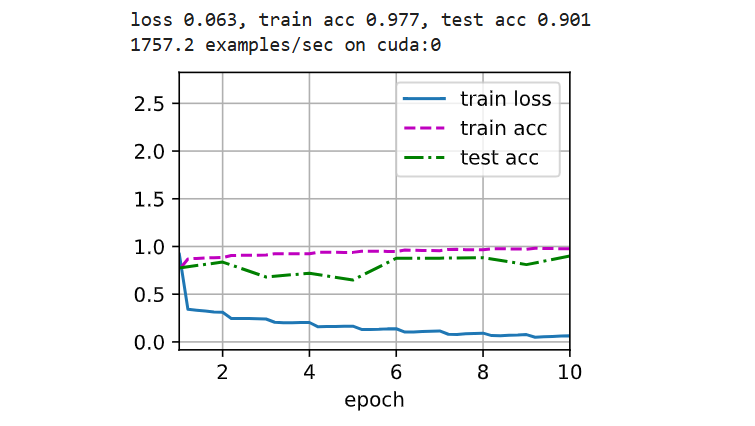 loss 0.063, train acc 0.977, test acc 0.901
1757.2 examples/sec on cuda:0
train loss
train acc
test acc
2.5
2.0
1.5
1.0
0.5
0.0
2 4 6 8 10
epoch